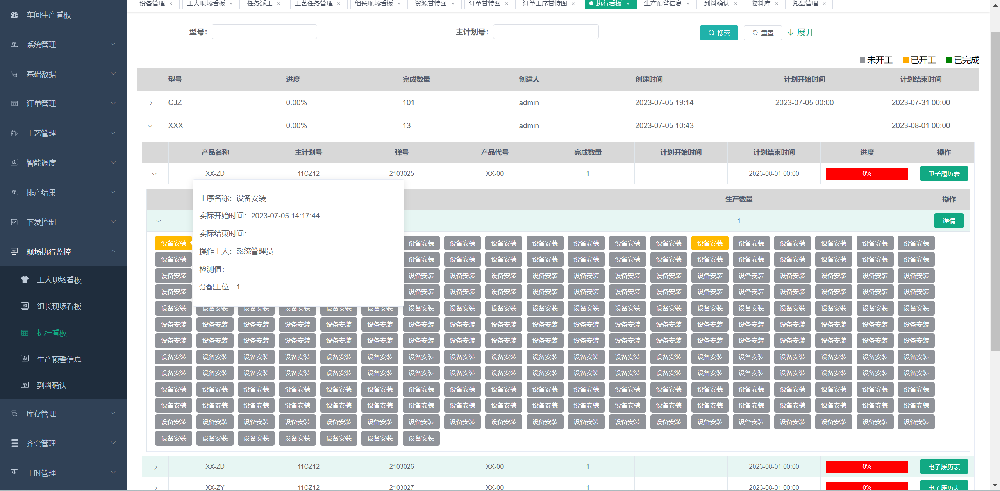 设备管理 × 工人现场看板 × 任务派工 × 工艺任务管理 × 组长现场看板 × 资源甘特图 × 订单甘特图 × 订单工序甘特图 × 执行看板 × 生产预警信息 × 到料确认 × 物料库 × 托盘管理 ×
车间生产看板
系统管理
基础数据
订单管理
工艺管理
智能调度
排产结果
下发控制
现场执行监控
工人现场看板
组长现场看板
执行看板
生产预警信息
到料确认
库存管理
齐套管理
工时管理
型号： 主计划号： 搜索 重置 展开
未开工 已开工 已完成
型号 进度 完成数量 创建人 创建时间 计划开始时间 计划结束时间
CJZ 0.00% 101 admin 2023-07-05 19:14 2023-07-05 00:00 2023-07-31 00:00
XXX 0.00% 13 admin 2023-07-05 10:43 2023-08-01 00:00
产品名称 主计划号 弹号 产品代号 完成数量 计划开始时间 计划结束时间 进度 操作
XX-ZD 11CZ12 2103025 XX-00 1 2023-08-01 00:00 0% 电子履历表
生产数量 操作
1 详情
工序名称：设备安装
实际开始时间：2023-07-05 14:17:44
实际结束时间：
操作工人：系统管理员
检测值：
分配工位：1
设备安装 设备安装 设备安装 设备安装 设备安装 设备安装 设备安装 设备安装 设备安装 设备安装 设备安装 设备安装 设备安装 设备安装
设备安装 设备安装 设备安装 设备安装 设备安装 设备安装 设备安装 设备安装 设备安装 设备安装 设备安装 设备安装 设备安装 设备安装
设备安装 设备安装 设备安装 设备安装 设备安装 设备安装 设备安装 设备安装 设备安装 设备安装 设备安装 设备安装 设备安装 设备安装
设备安装 设备安装 设备安装 设备安装 设备安装 设备安装 设备安装 设备安装 设备安装 设备安装 设备安装 设备安装 设备安装 设备安装
设备安装 设备安装 设备安装 设备安装 设备安装 设备安装 设备安装 设备安装 设备安装 设备安装 设备安装 设备安装 设备安装 设备安装 设备安装 设备安装 设备安装 设备安装 设备安装
设备安装 设备安装 设备安装 设备安装 设备安装 设备安装 设备安装 设备安装 设备安装 设备安装 设备安装 设备安装 设备安装 设备安装 设备安装 设备安装 设备安装 设备安装 设备安装
设备安装 设备安装 设备安装 设备安装 设备安装 设备安装 设备安装 设备安装 设备安装 设备安装 设备安装 设备安装 设备安装 设备安装 设备安装 设备安装 设备安装 设备安装 设备安装
设备安装 设备安装 设备安装 设备安装 设备安装 设备安装 设备安装 设备安装 设备安装 设备安装 设备安装 设备安装 设备安装 设备安装 设备安装 设备安装 设备安装 设备安装 设备安装
设备安装 设备安装 设备安装 设备安装 设备安装 设备安装 设备安装 设备安装 设备安装 设备安装 设备安装 设备安装 设备安装 设备安装 设备安装 设备安装 设备安装 设备安装 设备安装
设备安装 设备安装 设备安装 设备安装 设备安装 设备安装 设备安装 设备安装 设备安装 设备安装 设备安装 设备安装 设备安装 设备安装 设备安装 设备安装 设备安装 设备安装 设备安装
设备安装 设备安装 设备安装 设备安装 设备安装 设备安装 设备安装 设备安装 设备安装 设备安装 设备安装 设备安装 设备安装 设备安装 设备安装 设备安装 设备安装 设备安装 设备安装
设备安装 设备安装 设备安装 设备安装 设备安装 设备安装 设备安装 设备安装 设备安装 设备安装 设备安装 设备安装 设备安装 设备安装 设备安装 设备安装 设备安装 设备安装 设备安装
设备安装 设备安装 设备安装 设备安装 设备安装 设备安装 设备安装
XX-ZD 11CZ12 2103026 XX-00 1 2023-08-01 00:00 0% 电子履历表
XX-ZY 11CZ12 2103027 XX-00 1 2023-08-01 00:00 0% 电子履历表